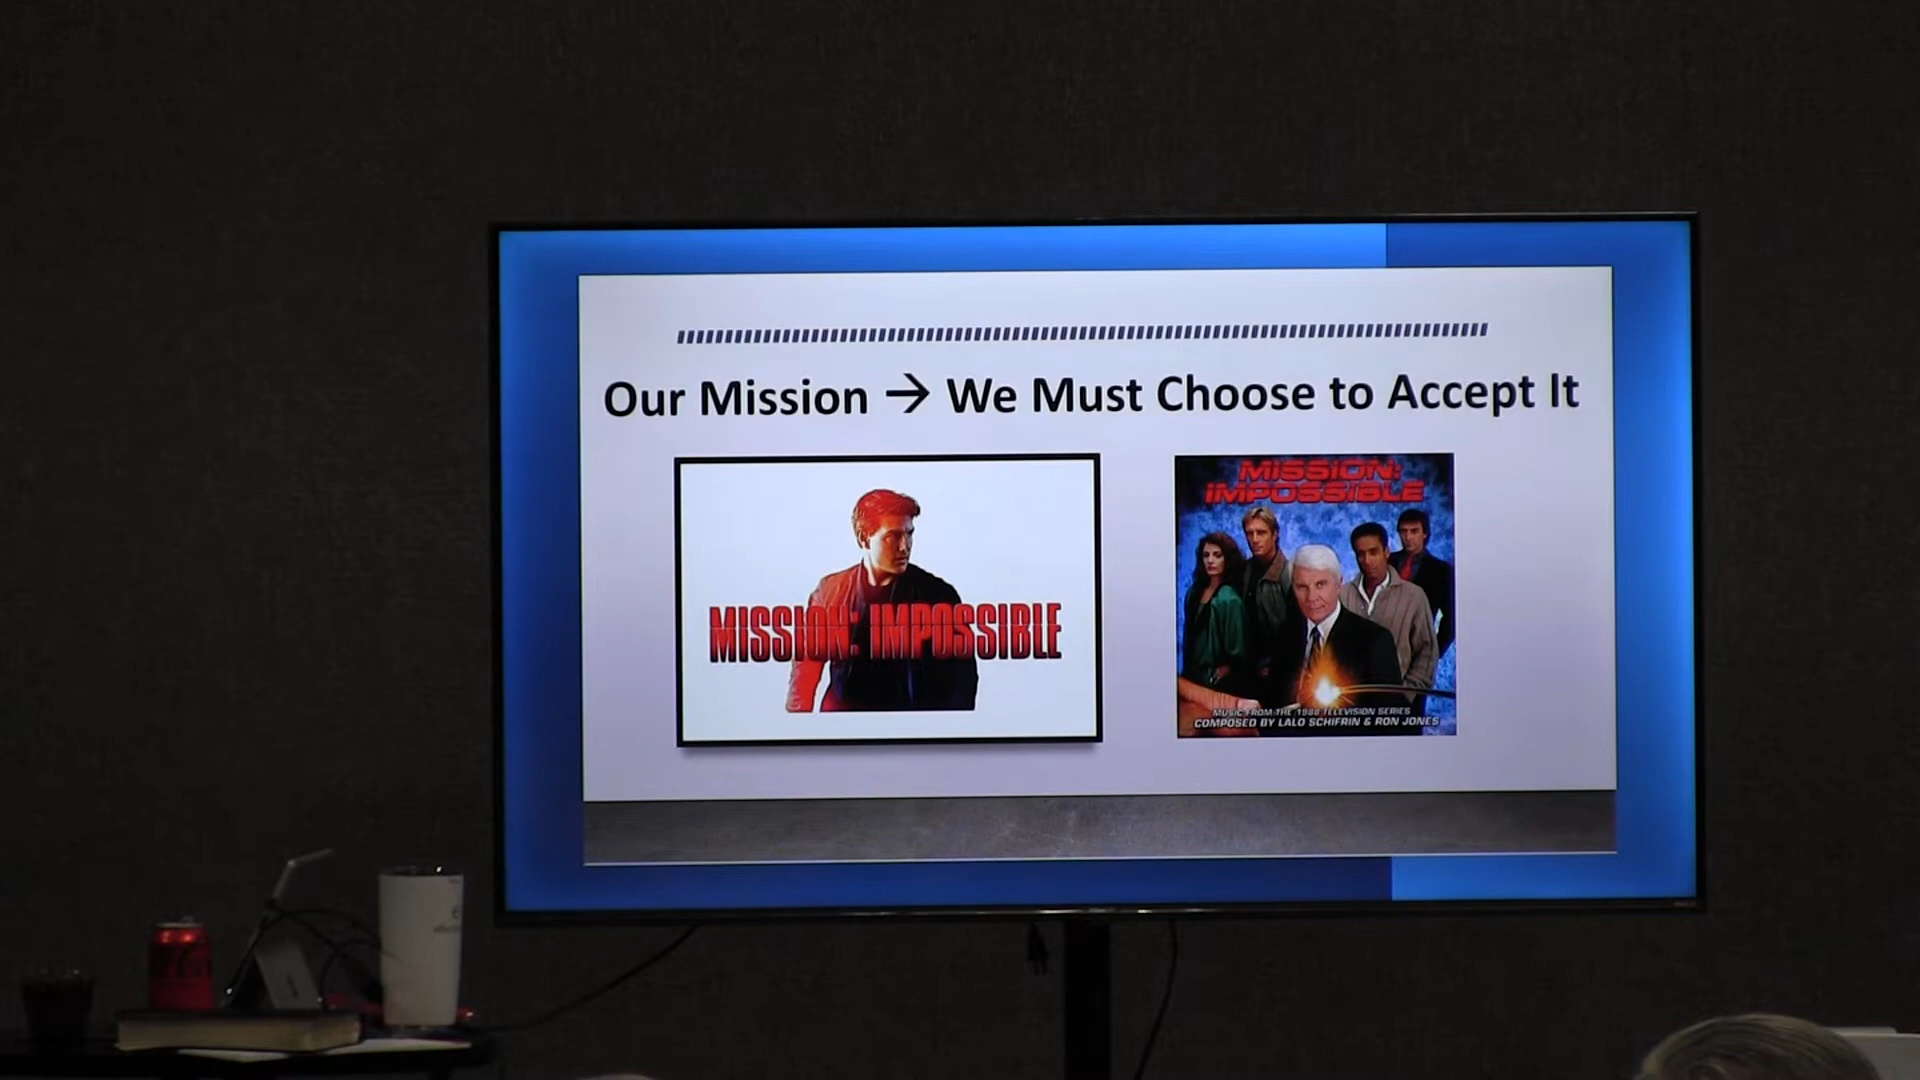 Our Mission → We Must Choose to Accept It
MISSION: IMPOSSIBLE
MISSION:
IMPOSSIBLE
MUSIC FROM THE 1988 TELEVISION SERIES
COMPOSED BY LALO SCHIFRIN & RON JONES